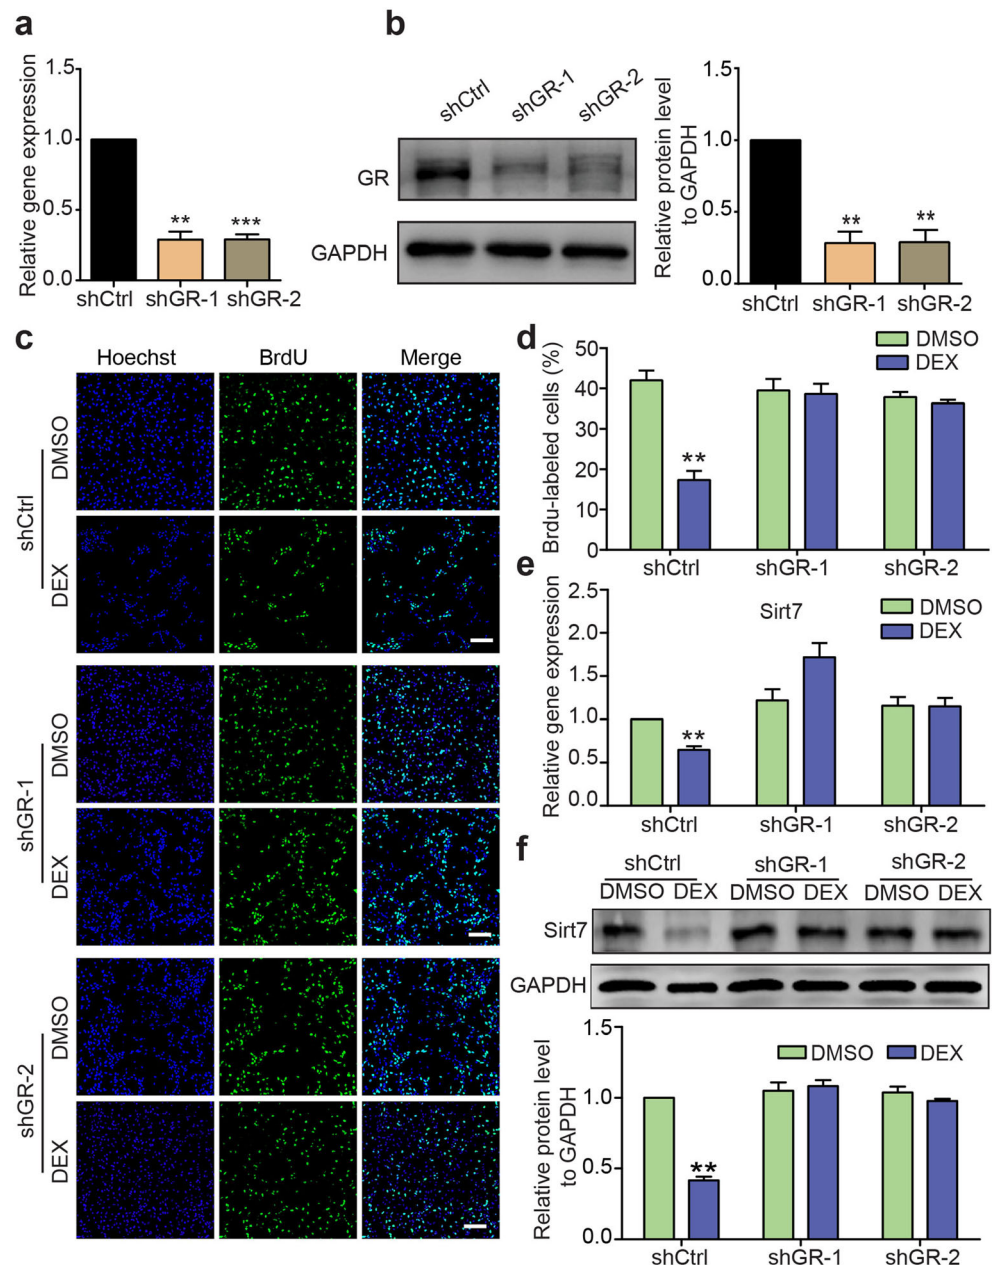 a
Relative gene expression
1.5
1.0
0.5
0.0
** ***
shCtrl shGR-1 shGR-2
b
shCtrl shGR-1 shGR-2
GR
GAPDH
Relative protein level
to GAPDH
1.5
1.0
0.5
0.0
** **
shCtrl shGR-1 shGR-2
c
Hoechst BrdU Merge
shCtrl
DMSO
DEX
shGR-1
DMSO
DEX
shGR-2
DMSO
DEX
d
Brdu-labeled cells (%)
50
40
30
20
10
0
**
DMSO
DEX
shCtrl shGR-1 shGR-2
e
Relative gene expression
2.5
2.0
1.5
1.0
0.5
0.0
Sirt7
**
DMSO
DEX
shCtrl shGR-1 shGR-2
f
shCtrl shGR-1 shGR-2
DMSO DEX DMSO DEX DMSO DEX
Sirt7
GAPDH
Relative protein level
to GAPDH
1.5
1.0
0.5
0.0
DMSO DEX
**
shCtrl shGR-1 shGR-2